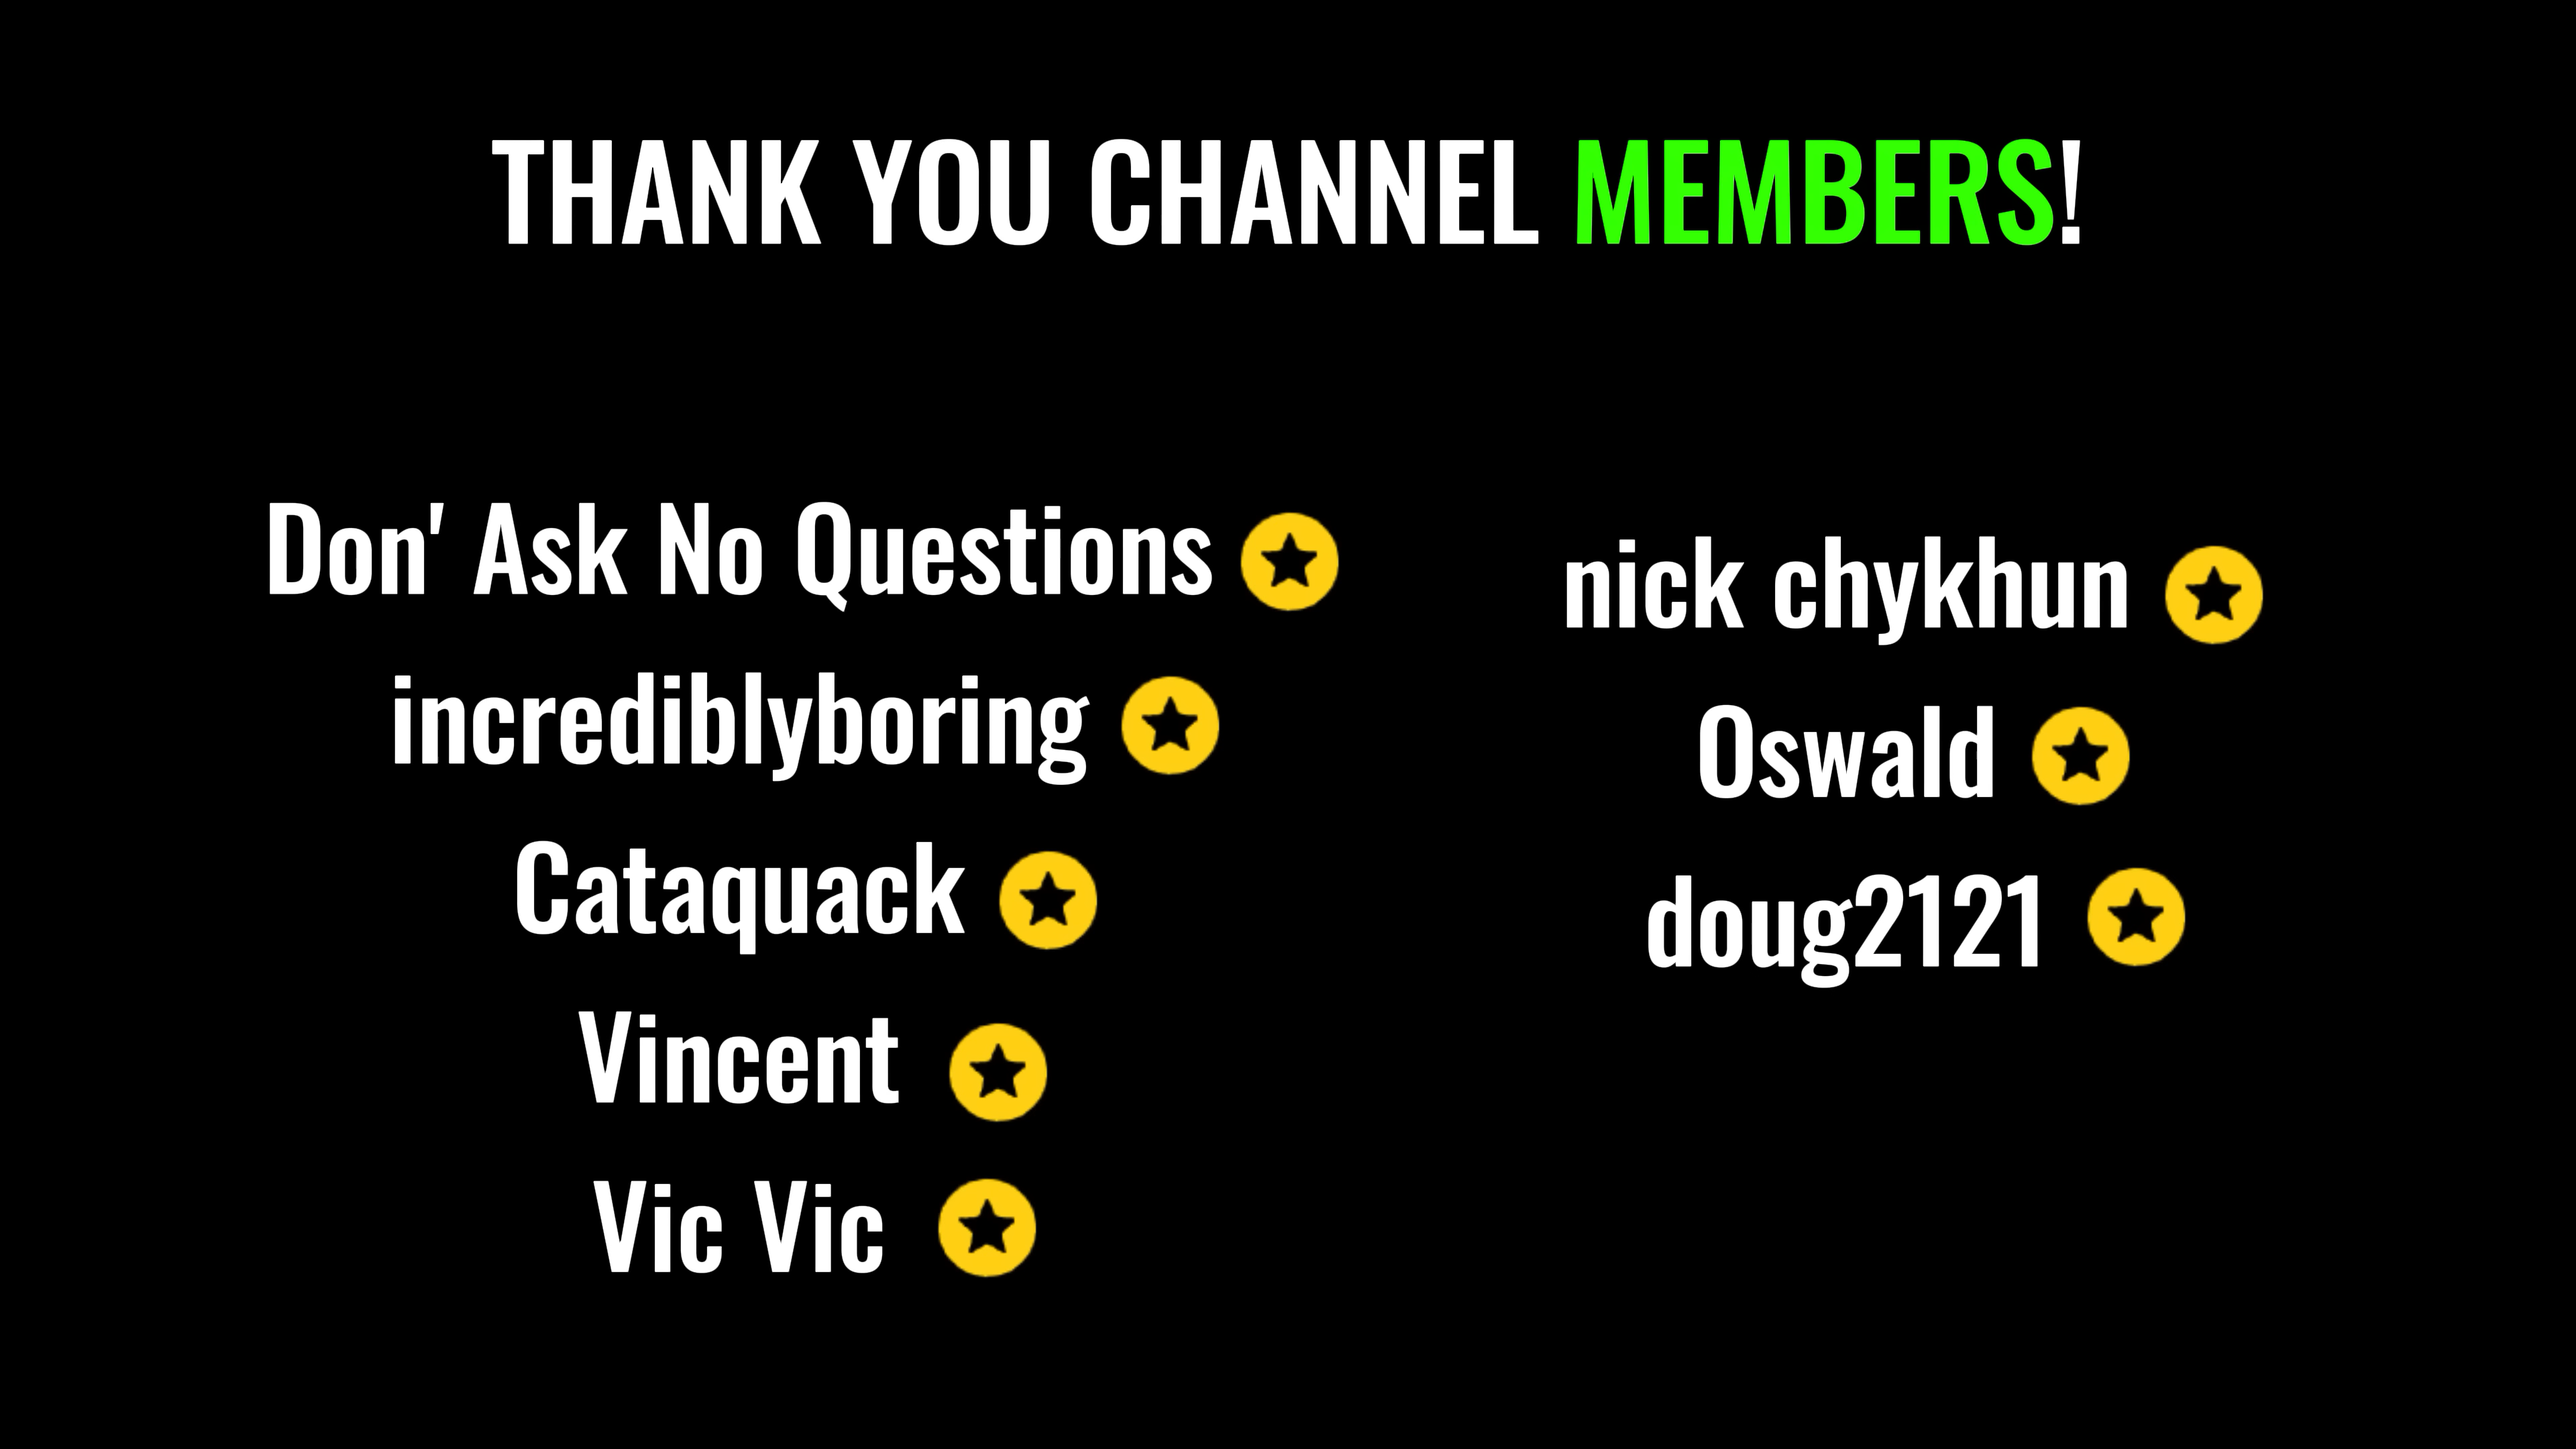 THANK YOU CHANNEL MEMBERS!
Don' Ask No Questions
incrediblyboring
Cataquack
Vincent
Vic Vic
nick chykhun
Oswald
doug2121